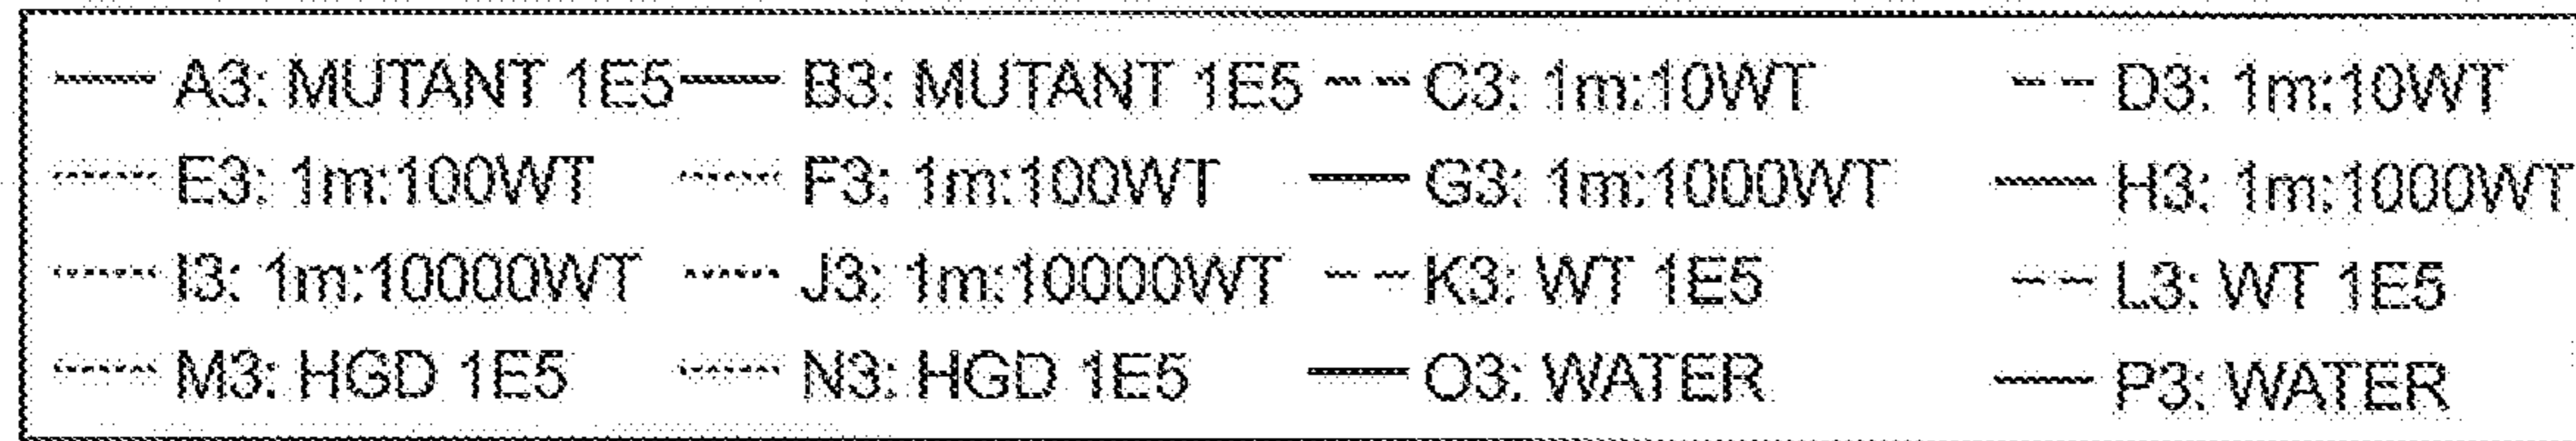 A3: MUTANT 1E5 B3: MUTANT 1E5 C3: 1m:10WT D3: 1m:10WT
E3: 1m:100WT F3: 1m:100WT G3: 1m:1000WT H3: 1m:1000WT
I3: 1m:10000WT J3: 1m:10000WT K3: WT 1E5 L3: WT 1E5
M3: HGD 1E5 N3: HGD 1E5 O3: WATER P3: WATER